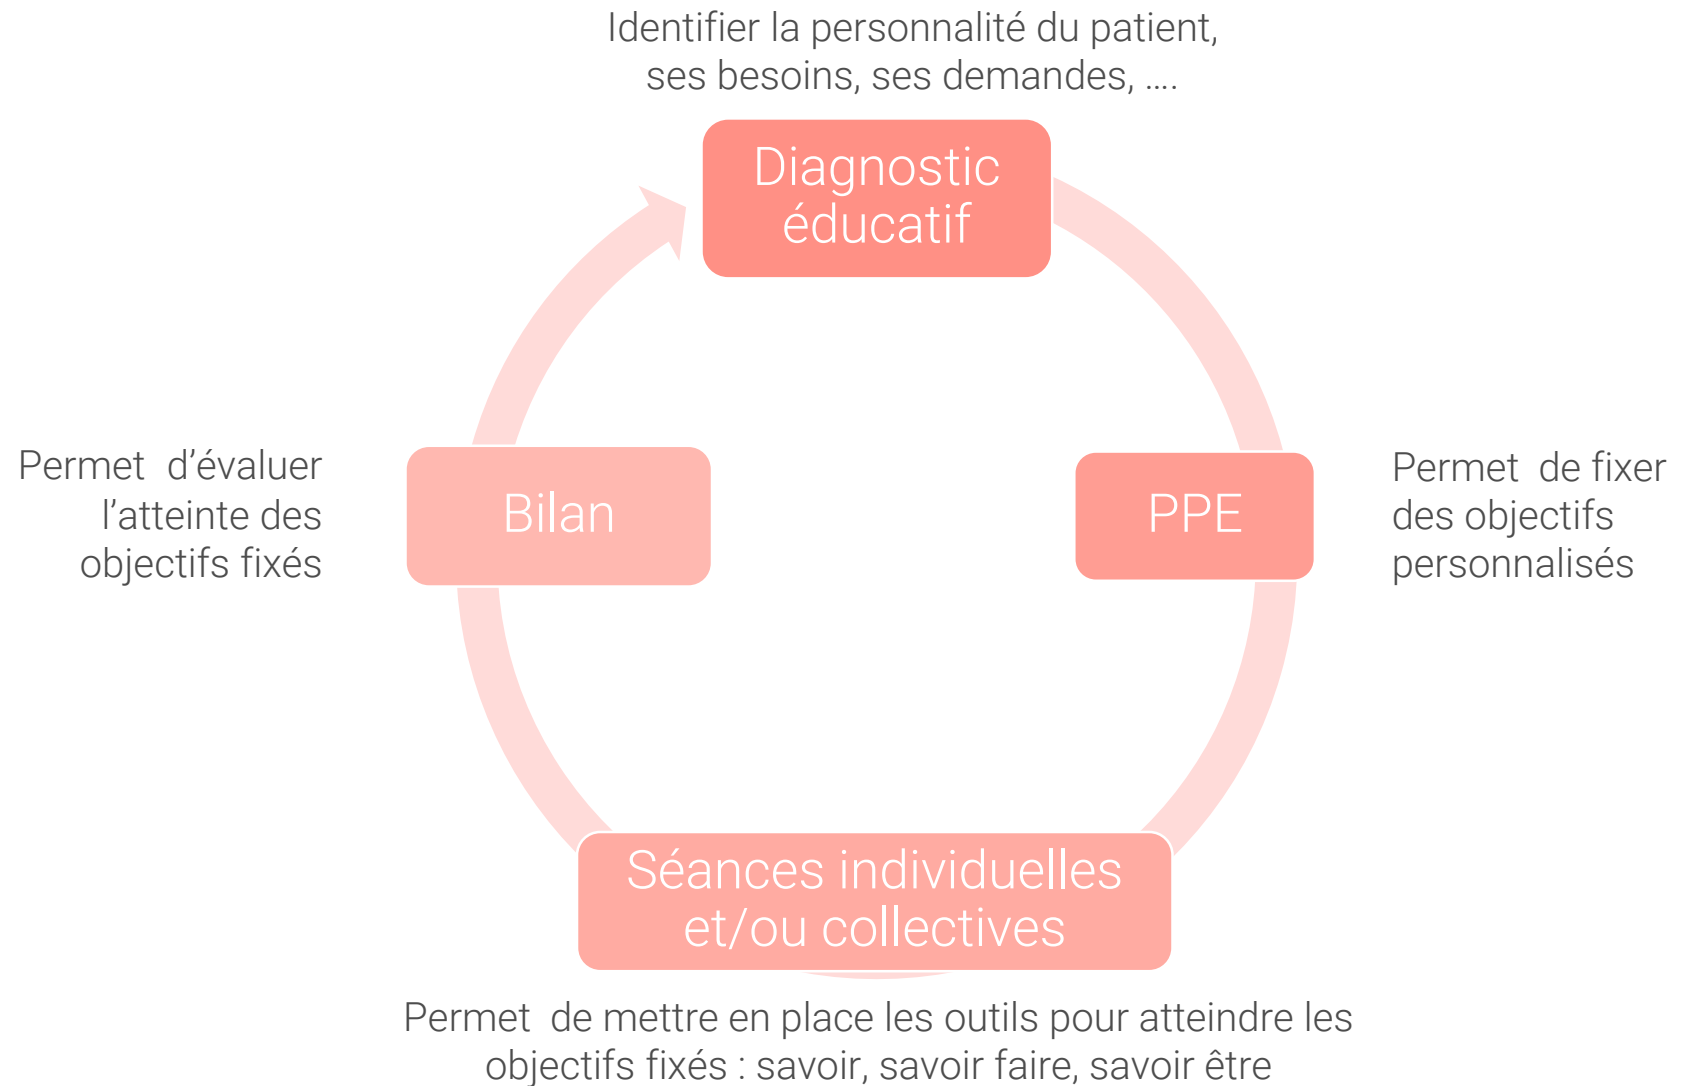 Identifier la personnalité du patient,
ses besoins, ses demandes, ....
Diagnostic
éducatif
Permet  d’évaluer
l’atteinte des
objectifs fixés
Bilan
PPE
Permet  de fixer
des objectifs
personnalisés
Séances individuelles
et/ou collectives
Permet  de mettre en place les outils pour atteindre les
objectifs fixés : savoir, savoir faire, savoir être